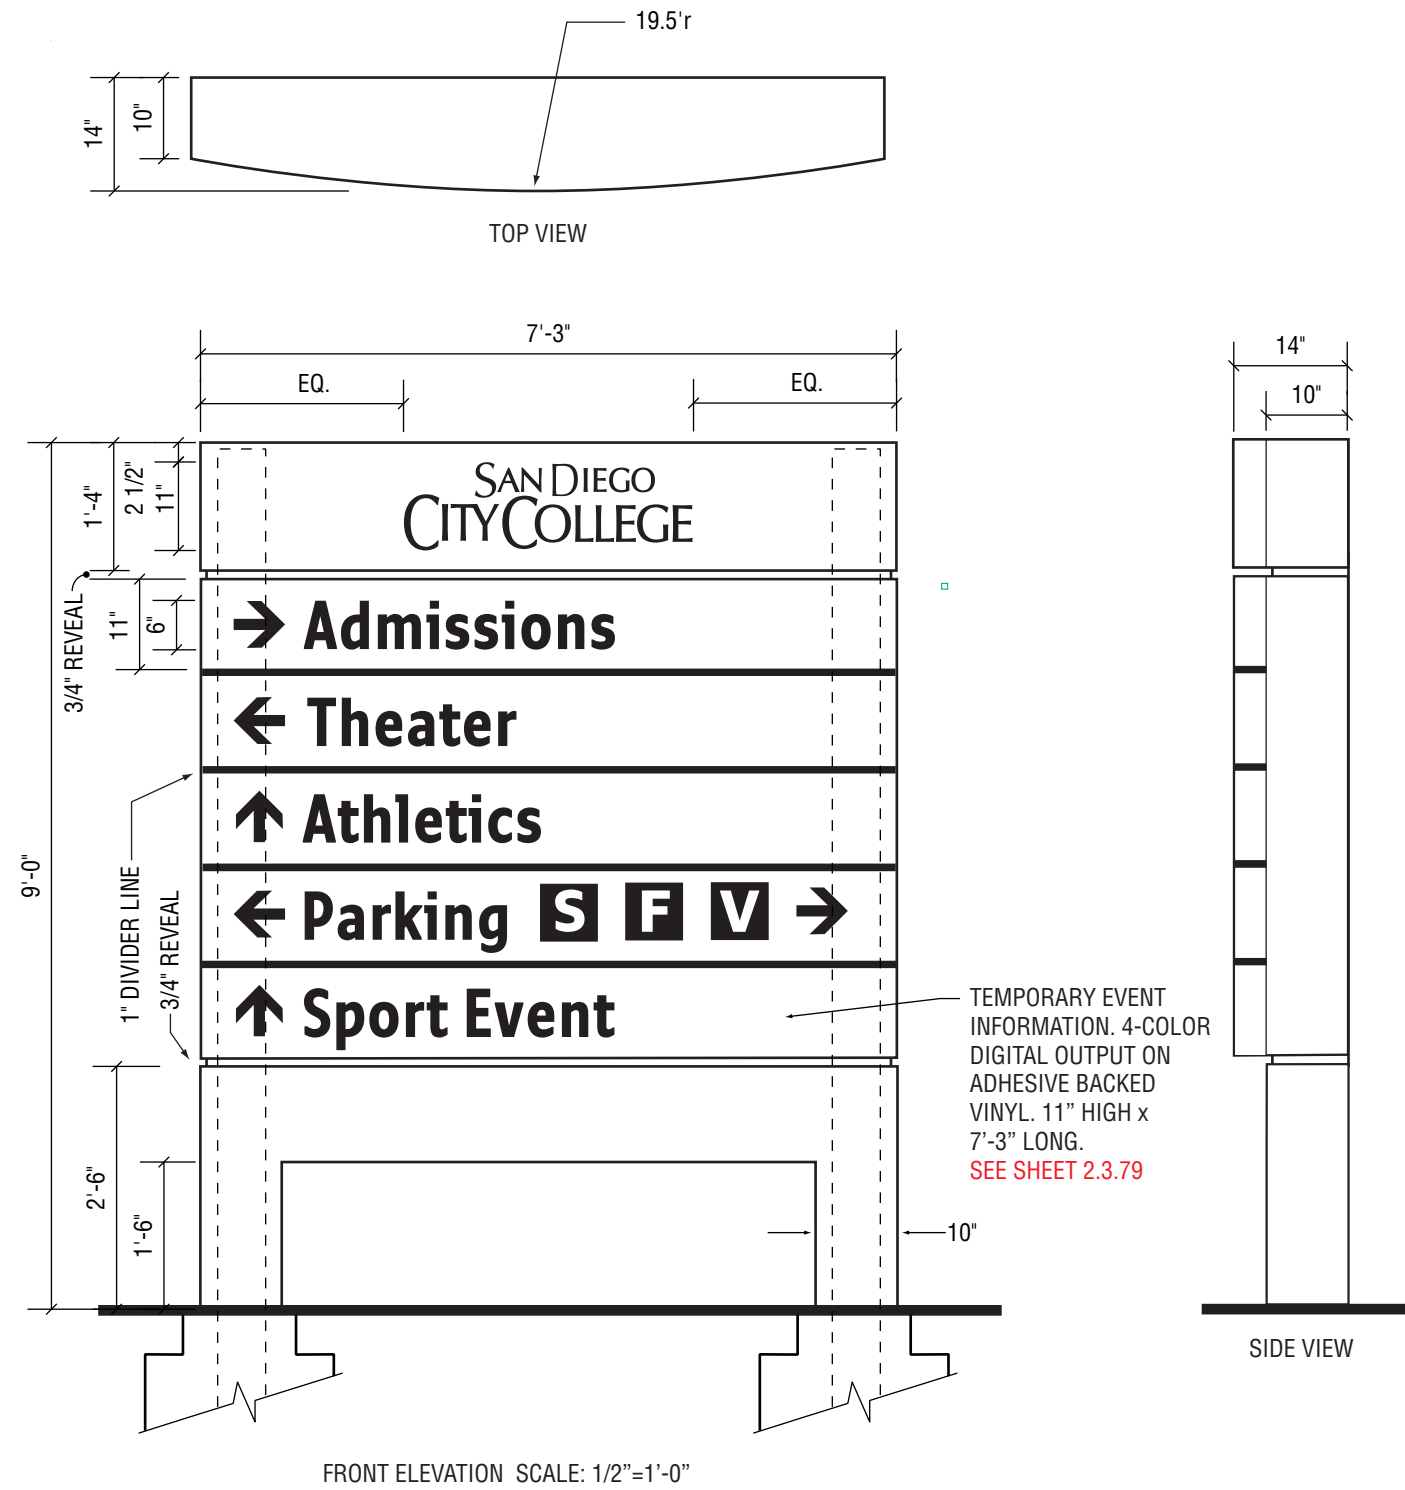 19.5'r
14"
10"
TOP VIEW
7'-3"
EQ.
EQ.
14"
10"
9'-0"
1'-4"
2 1/2"
11"
SAN DIEGO
CITY COLLEGE
3/4" REVEAL
11"
6"
Admissions
Theater
Athletics
Parking S F V
Sport Event
1" DIVIDER LINE
3/4" REVEAL
TEMPORARY EVENT
INFORMATION. 4-COLOR
DIGITAL OUTPUT ON
ADHESIVE BACKED
VINYL. 11” HIGH x
7’-3” LONG.
SEE SHEET 2.3.79
2'-6"
1'-6"
10"
SIDE VIEW
FRONT ELEVATION SCALE: 1/2”=1’-0”